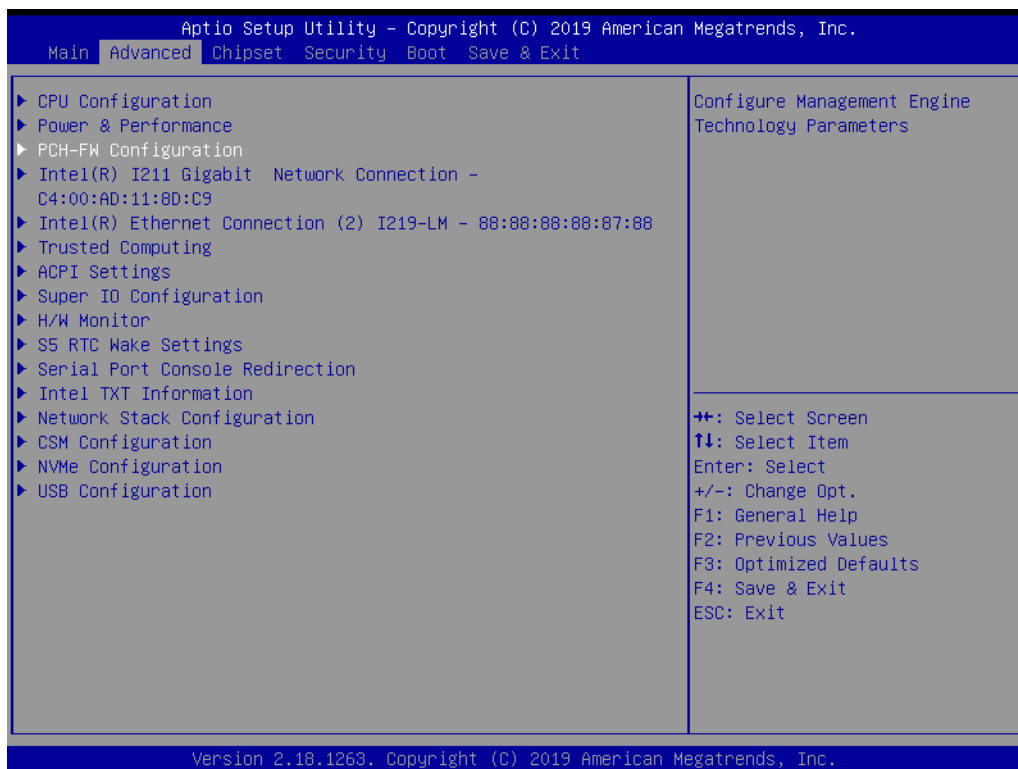 Aptio Setup Utility – Copyright (C) 2019 American Megatrends, Inc.
Main Advanced Chipset Security Boot Save & Exit
▶ CPU Configuration
▶ Power & Performance
▶ PCH-FW Configuration
▶ Intel(R) I211 Gigabit Network Connection –
C4:00:AD:11:8D:C9
▶ Intel(R) Ethernet Connection (2) I219-LM – 88:88:88:88:87:88
▶ Trusted Computing
▶ ACPI Settings
▶ Super IO Configuration
▶ H/W Monitor
▶ S5 RTC Wake Settings
▶ Serial Port Console Redirection
▶ Intel TXT Information
▶ Network Stack Configuration
▶ CSM Configuration
▶ NVMe Configuration
▶ USB Configuration
Configure Management Engine
Technology Parameters
→←: Select Screen
↑↓: Select Item
Enter: Select
+/-: Change Opt.
F1: General Help
F2: Previous Values
F3: Optimized Defaults
F4: Save & Exit
ESC: Exit
Version 2.18.1263. Copyright (C) 2019 American Megatrends, Inc.